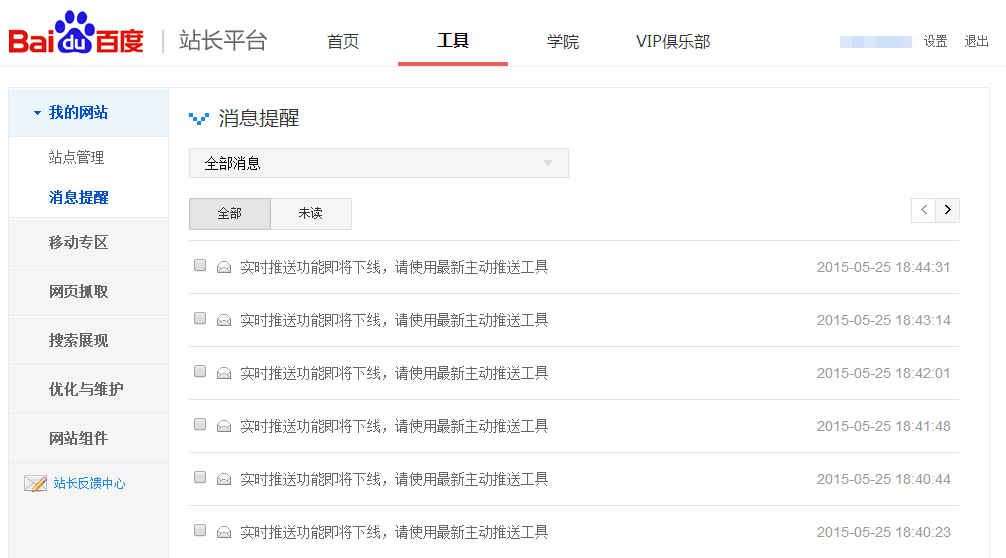 Bai du 百度 站长平台 首页 工具 学院 VIP俱乐部 设置 退出
我的网站
站点管理
消息提醒
移动专区
网页抓取
搜索展现
优化与维护
网站组件
站长反馈中心
消息提醒
全部消息
全部 未读
实时推送功能即将下线，请使用最新主动推送工具 2015-05-25 18:44:31
实时推送功能即将下线，请使用最新主动推送工具 2015-05-25 18:43:14
实时推送功能即将下线，请使用最新主动推送工具 2015-05-25 18:42:01
实时推送功能即将下线，请使用最新主动推送工具 2015-05-25 18:41:48
实时推送功能即将下线，请使用最新主动推送工具 2015-05-25 18:40:44
实时推送功能即将下线，请使用最新主动推送工具 2015-05-25 18:40:23